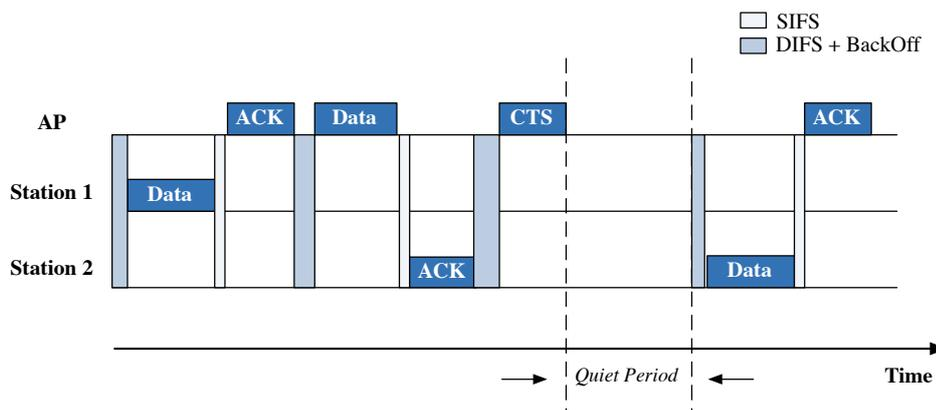 SIFS
DIFS + BackOff
AP
ACK
Data
CTS
ACK
Station 1
Data
Station 2
ACK
Data
Quiet Period
Time